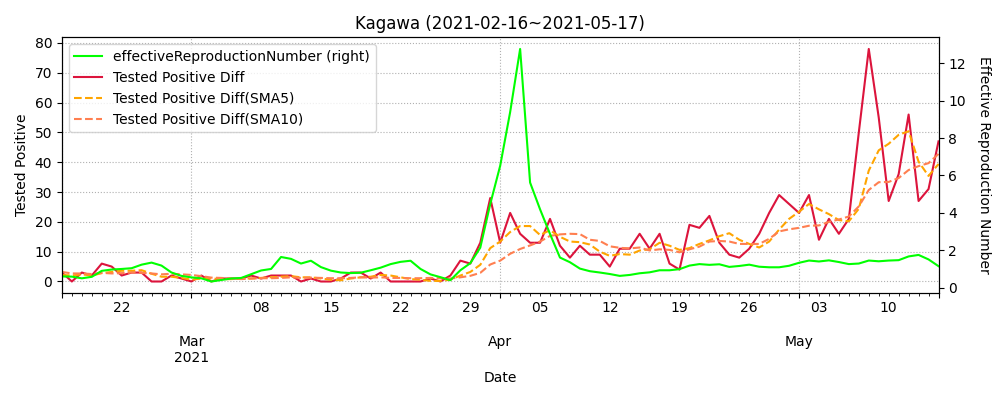 Kagawa (2021-02-16~2021-05-17)
effectiveReproductionNumber (right)
Tested Positive Diff
Tested Positive Diff(SMA5)
Tested Positive Diff(SMA10)
Tested Positive
80
70
60
50
40
30
20
10
0
Effective Reproduction Number
12
10
8
6
4
2
0
22 08 15 22 29 05 12 19 26 03 10
Mar Apr May
2021
Date